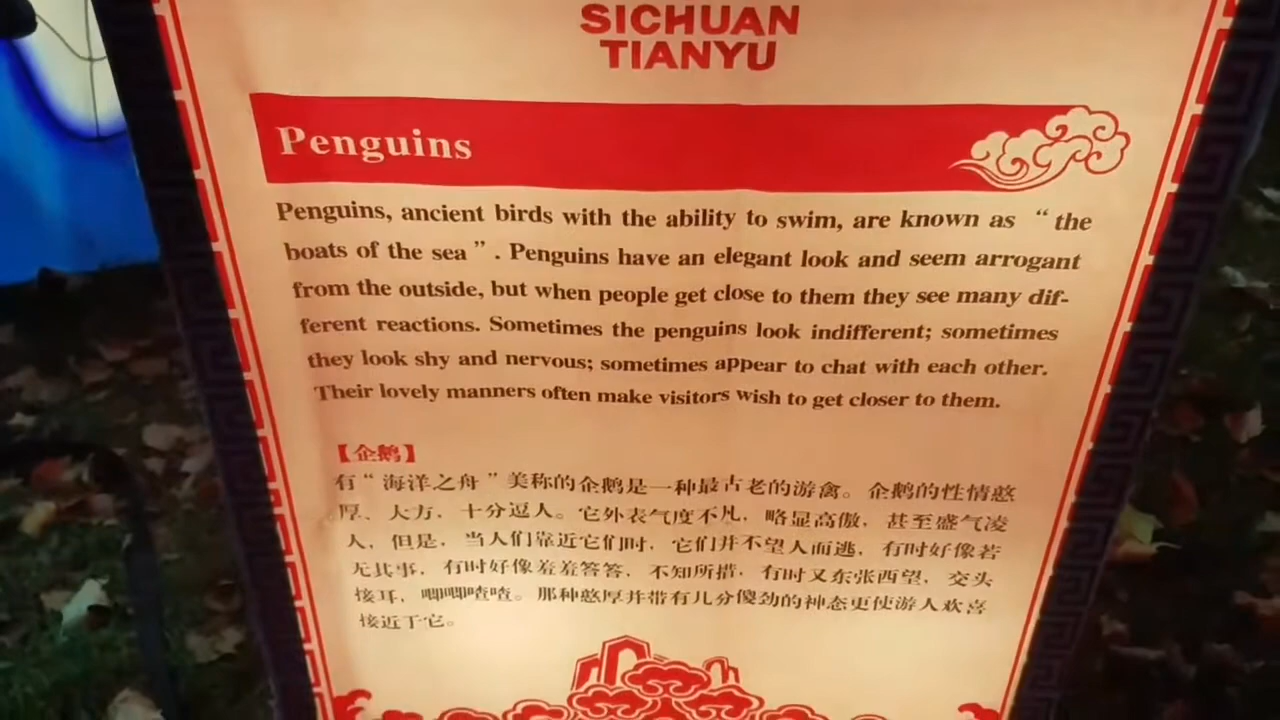 SICHUAN
TIANYU
Penguins
Penguins, ancient birds with the ability to swim, are known as “the
boats of the sea”. Penguins have an elegant look and seem arrogant
from the outside, but when people get close to them they see many dif-
ferent reactions. Sometimes the penguins look indifferent; sometimes
they look shy and nervous; sometimes appear to chat with each other.
Their lovely manners often make visitors wish to get closer to them.
【企鹅】
有“海洋之舟”美称的企鹅是一种最古老的游禽。企鹅的性情憨
厚、大方，十分逗人。它外表气度不凡，略显高傲，甚至盛气凌
人，但是，当人们靠近它们时，它们并不望人而逃，有时好像若
无其事，有时好像羞羞答答，不知所措，有时又东张西望，交头
接耳，唧唧喳喳。那种憨厚并带有几分傻劲的神态更使游人欢喜
接近于它。